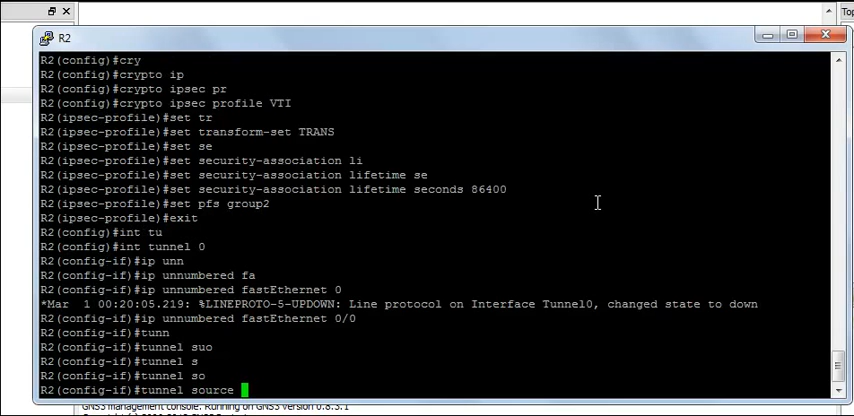 Top
R2
R2(config)#cry
R2(config)#crypto ip
R2(config)#crypto ipsec pr
R2(config)#crypto ipsec profile VTI
R2(ipsec-profile)#set tr
R2(ipsec-profile)#set transform-set TRANS
R2(ipsec-profile)#set se
R2(ipsec-profile)#set security-association li
R2(ipsec-profile)#set security-association lifetime se
R2(ipsec-profile)#set security-association lifetime seconds 86400
R2(ipsec-profile)#set pfs group2
R2(ipsec-profile)#exit
R2(config)#int tu
R2(config)#int tunnel 0
R2(config-if)#ip unn
R2(config-if)#ip unnumbered fa
R2(config-if)#ip unnumbered fastEthernet 0
*Mar  1 00:20:05.219: %LINEPROTO-5-UPDOWN: Line protocol on Interface Tunnel0, changed state to down
R2(config-if)#ip unnumbered fastEthernet 0/0
R2(config-if)#tunn
R2(config-if)#tunnel suo
R2(config-if)#tunnel s
R2(config-if)#tunnel so
R2(config-if)#tunnel source
GNS3 management console. Running on GNS3 version 0.8.3.1